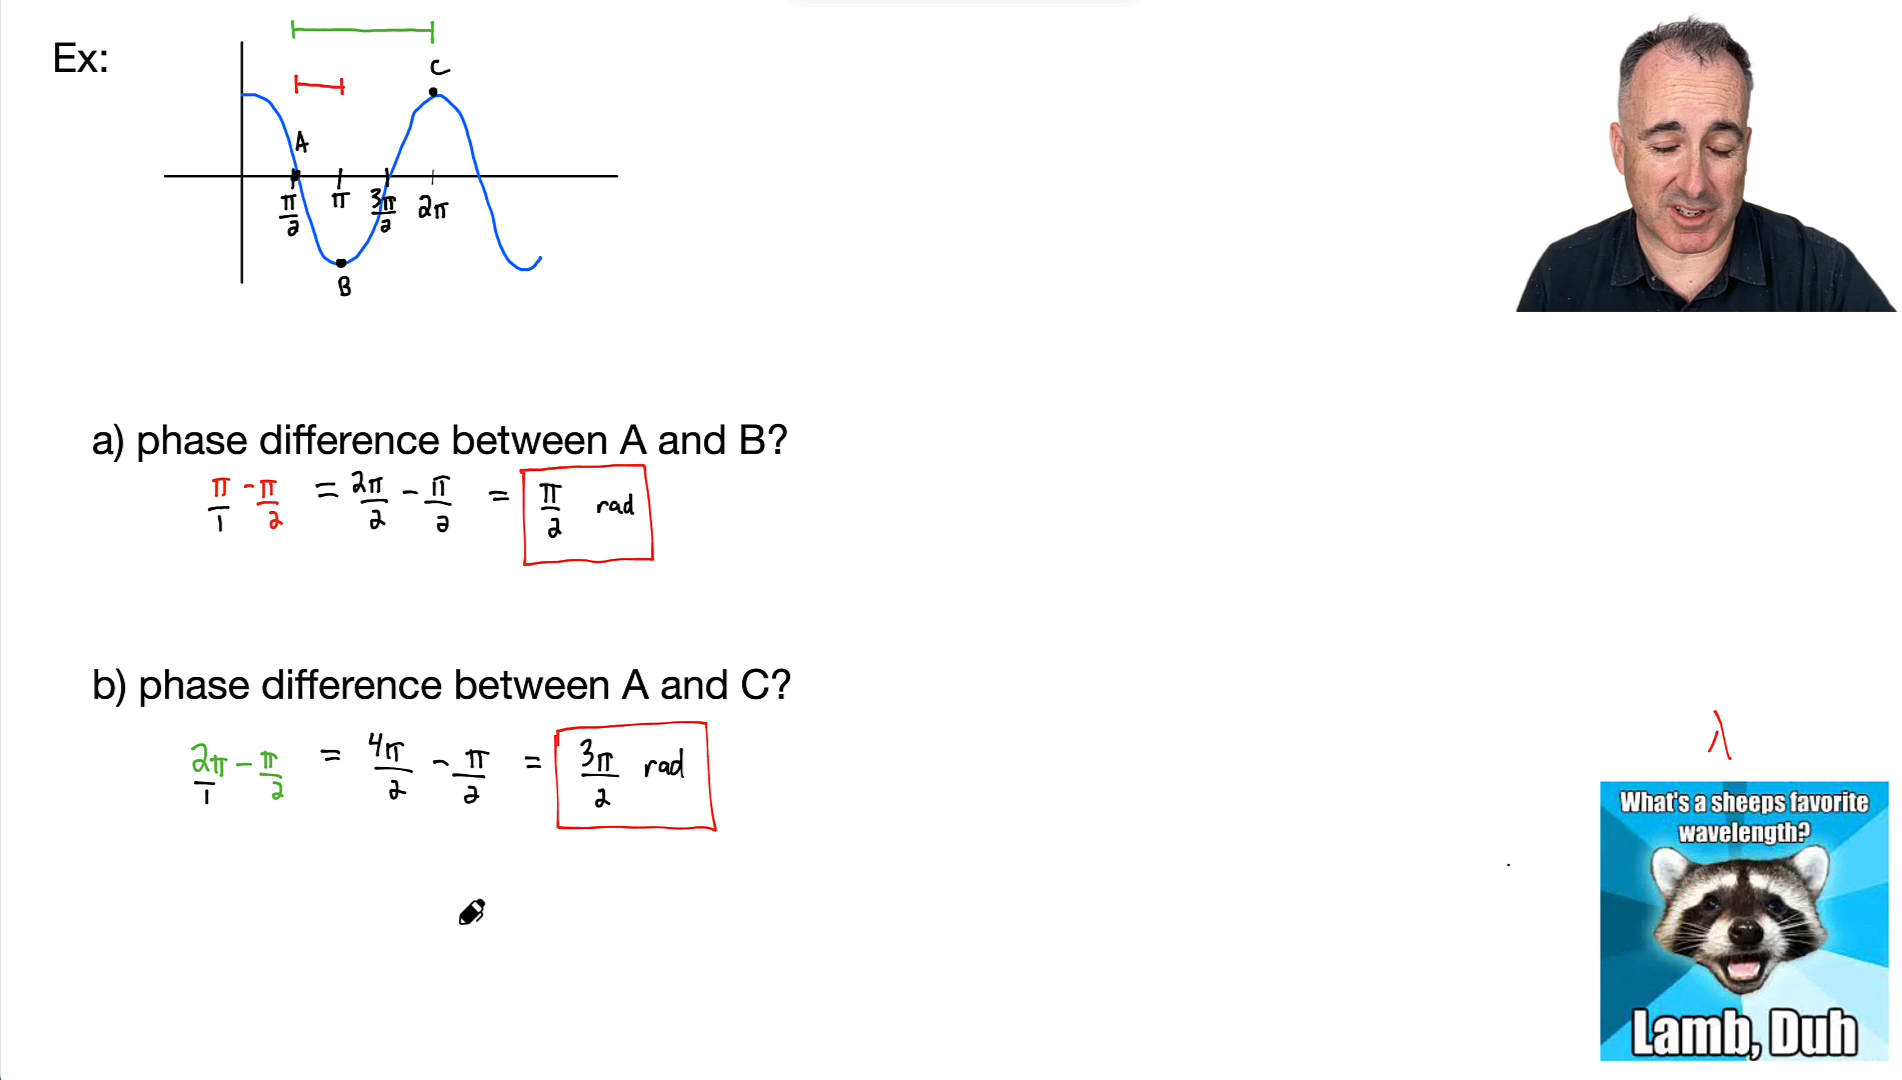 Ex:
C
A
π/2 π 3π/2 2π
B
a) phase difference between A and B?
π/1 - π/2 = 2π/2 - π/2 = π/2 rad
b) phase difference between A and C?
2π/1 - π/2 = 4π/2 - π/2 = 3π/2 rad
λ
What's a sheeps favorite
wavelength?
Lamb, Duh